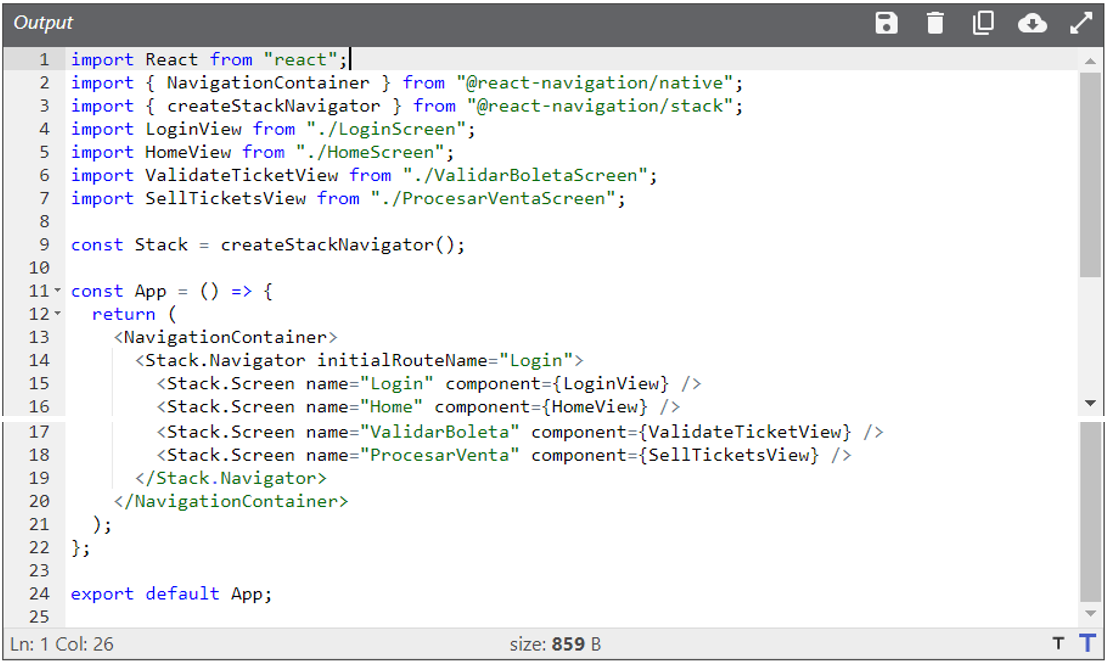 Output
1 import React from "react";
2 import { NavigationContainer } from "@react-navigation/native";
3 import { createStackNavigator } from "@react-navigation/stack";
4 import LoginView from "./LoginScreen";
5 import HomeView from "./HomeScreen";
6 import ValidateTicketView from "./ValidarBoletaScreen";
7 import SellTicketsView from "./ProcesarVentaScreen";
8
9 const Stack = createStackNavigator();
10
11 const App = () => {
12   return (
13     <NavigationContainer>
14       <Stack.Navigator initialRouteName="Login">
15         <Stack.Screen name="Login" component={LoginView} />
16         <Stack.Screen name="Home" component={HomeView} />
17         <Stack.Screen name="ValidarBoleta" component={ValidateTicketView} />
18         <Stack.Screen name="ProcesarVenta" component={SellTicketsView} />
19       </Stack.Navigator>
20     </NavigationContainer>
21   );
22 };
23
24 export default App;
25
Ln: 1 Col: 26 size: 859 B T T